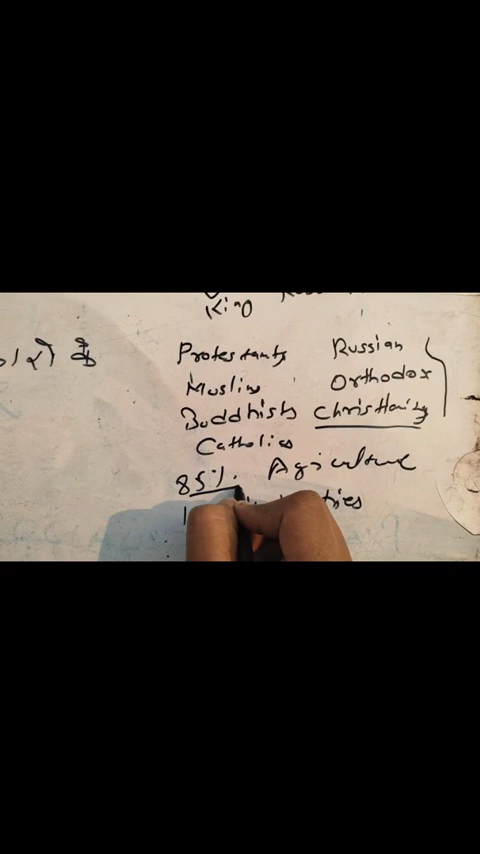 King
Protestants Russian
Muslim Orthodox
Buddhists Christianity
Catholics
85% Agriculture